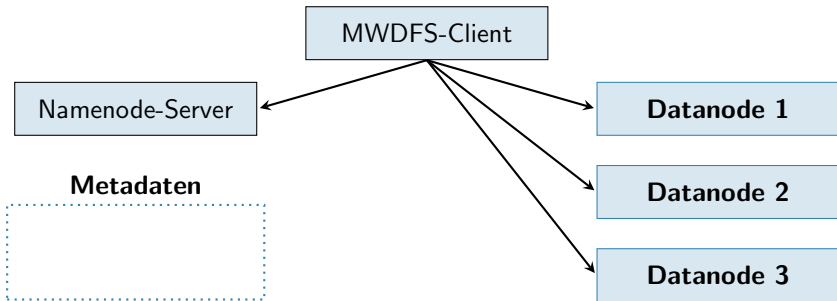 MWDFS-Client
Namenode-Server
Datanode 1
Metadaten
Datanode 2
Datanode 3